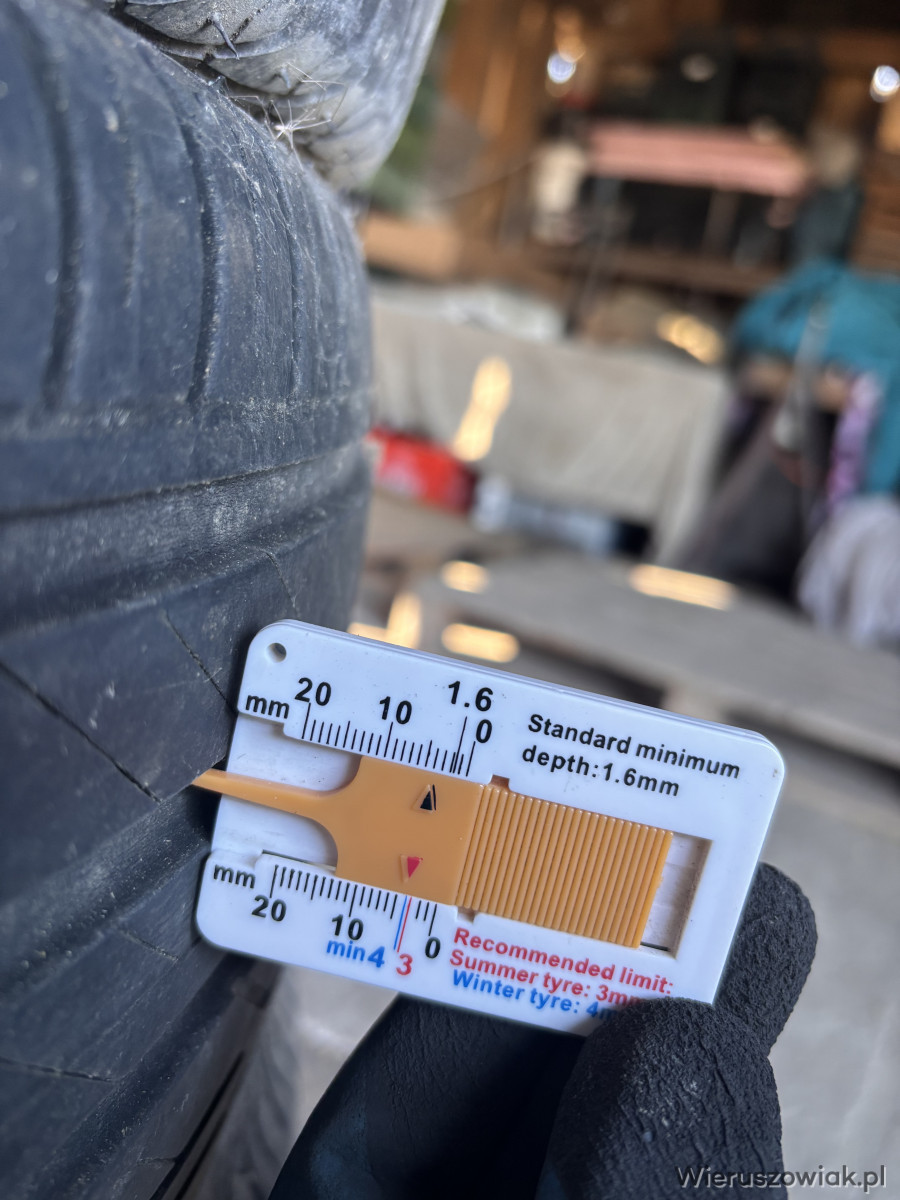 mm 20 10 1.6 0
Standard minimum
depth:1.6mm
mm 20 10 0
min4 3
Recommended limit:
Summer tyre: 3mm
Winter tyre: 4m
Wieruszowiak.pl